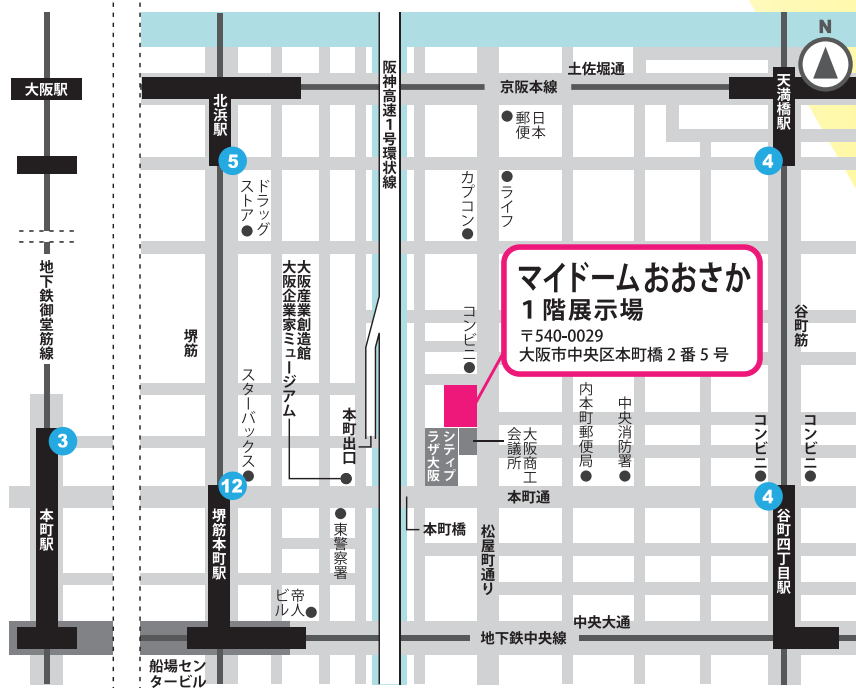 N
土佐堀通
大阪駅
京阪本線
天満橋駅
北浜駅
阪神高速1号環状線
日本
郵便
5
4
ドラッグ
ストア
カプコン
ライフ
マイドームおおさか
1階展示場
〒540-0029
大阪市中央区本町橋2番5号
地下鉄御堂筋線
堺筋
大阪産業創造館
大阪企業家ミュージアム
コンビニ
谷町筋
スターバックス
本町出口
内本町郵便局
中央消防署
コンビニ
コンビニ
3
シティプ
ラザ大阪
大阪商工
会議所
12
4
本町通
本町駅
堺筋本町駅
東警察署
本町橋
松屋町通り
谷町四丁目駅
帝人
ビル
中央大通
地下鉄中央線
船場セン
タービル